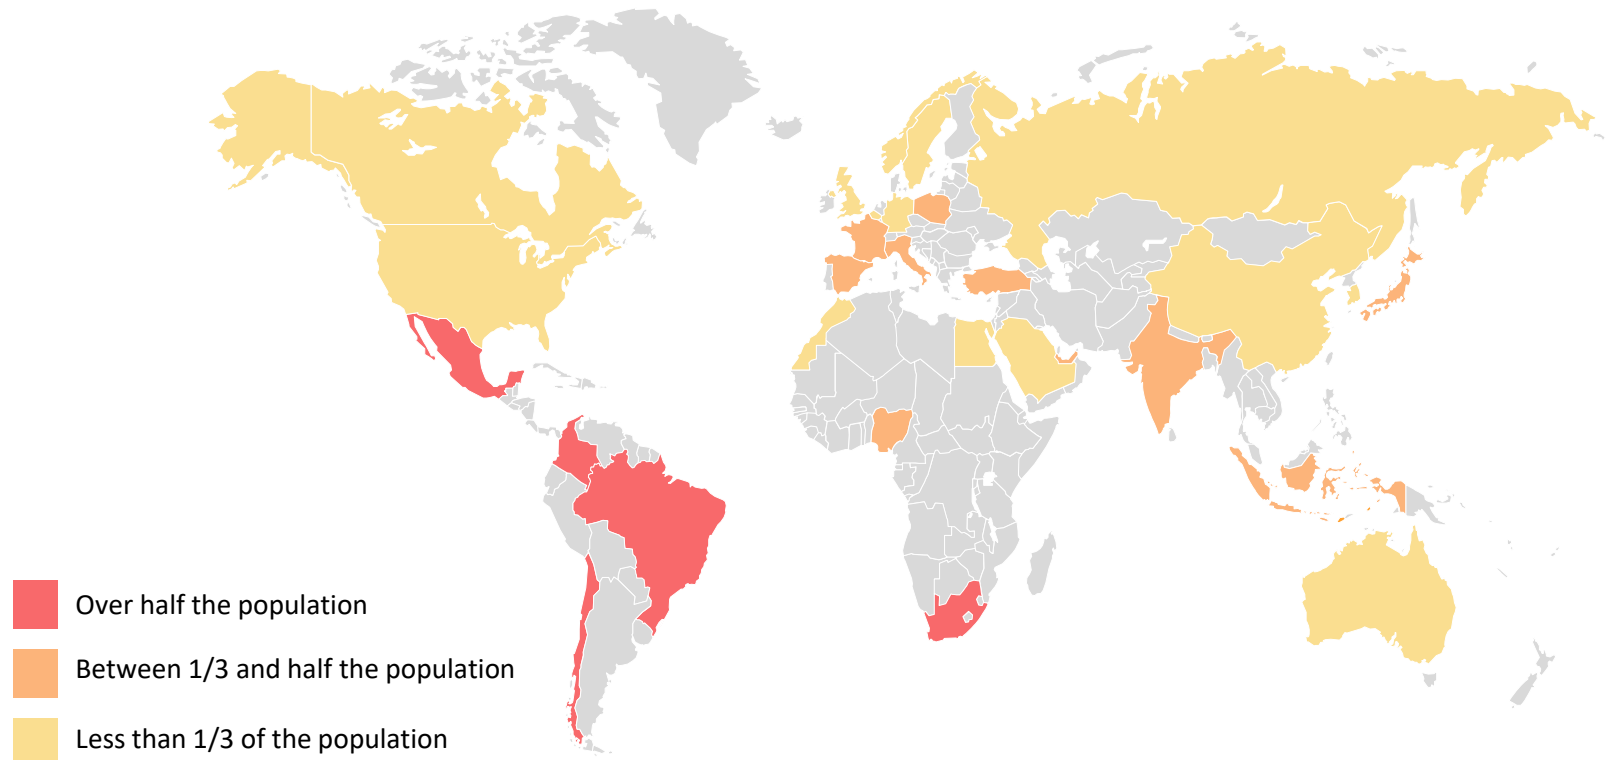 Over half the population
Between 1/3 and half the population
Less than 1/3 of the population